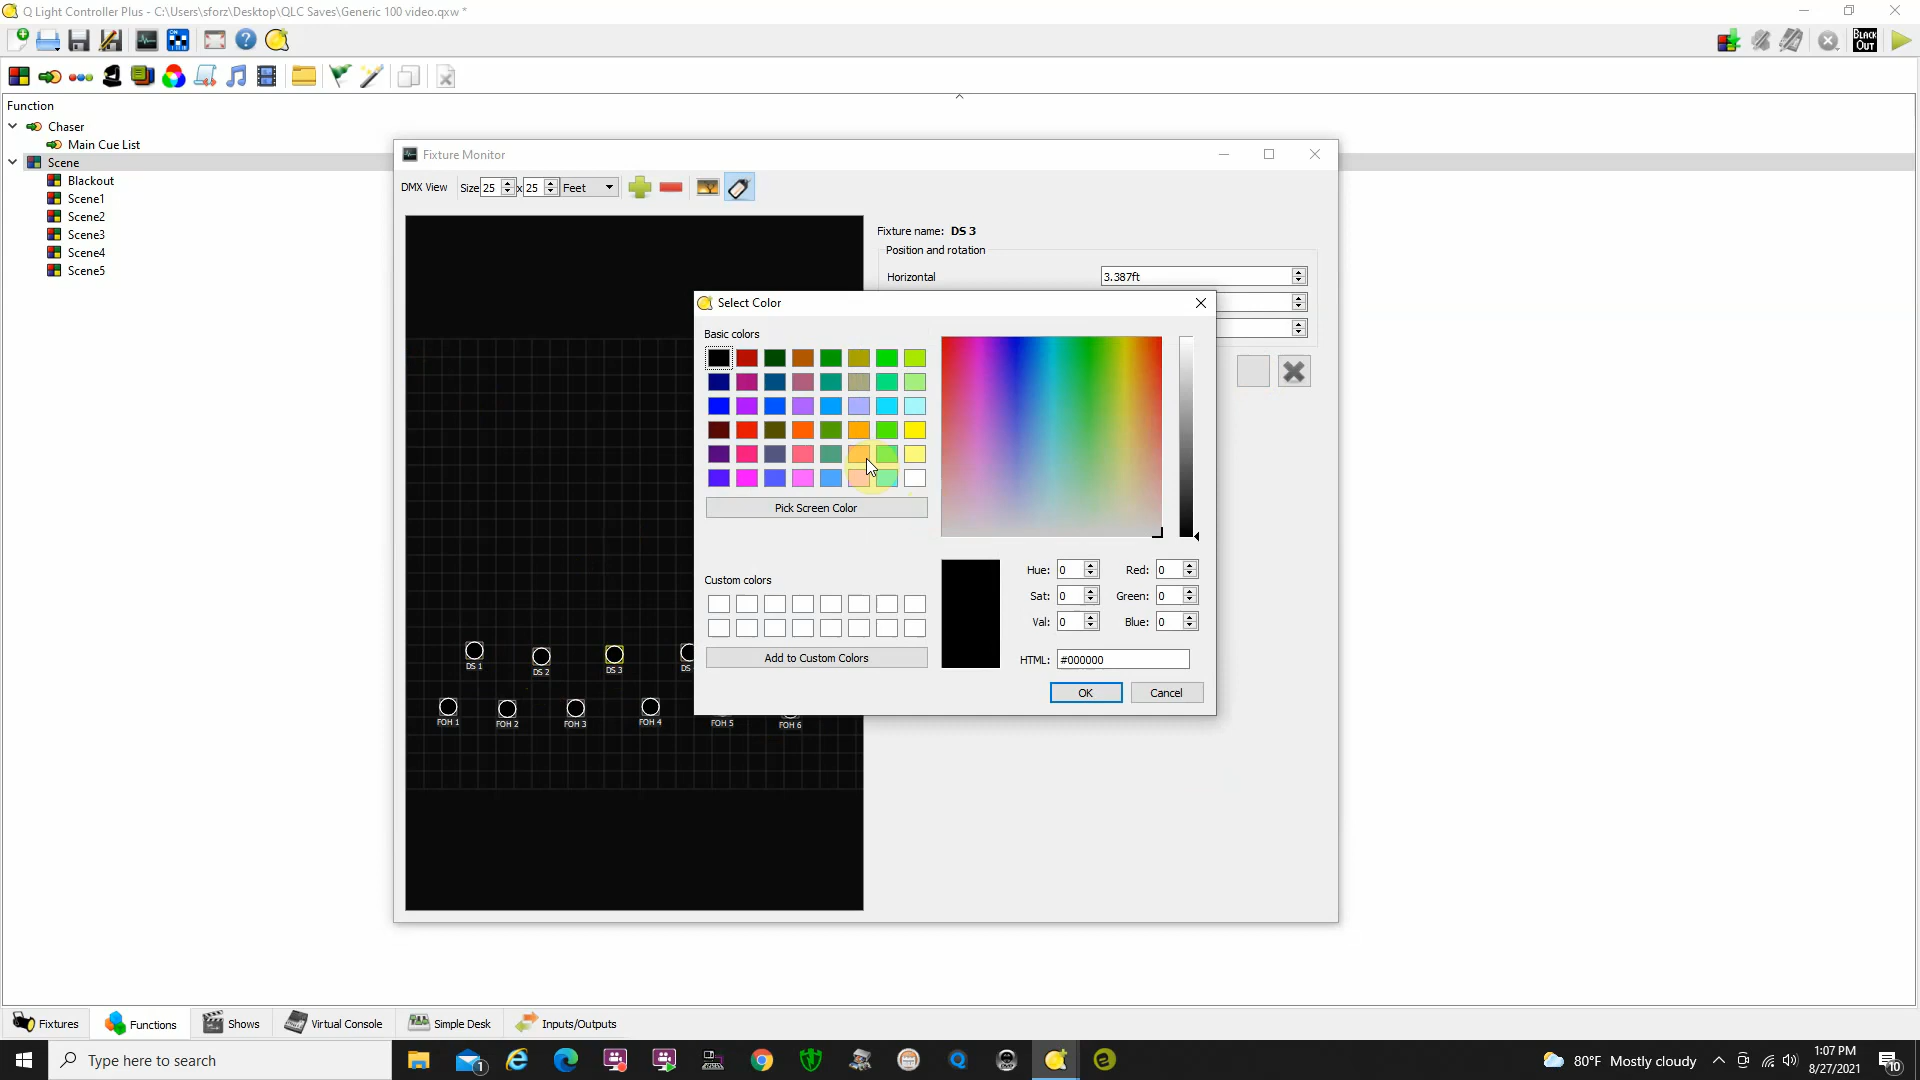 Q Light Controller Plus - C:\Users\sforz\Desktop\QLC Saves\Generic 100 video.qxw *
BLACK
OUT
Function
Chaser
Main Cue List
Scene
Blackout
Scene1
Scene2
Scene3
Scene4
Scene5
Fixture Monitor
DMX View Size 25 x 25 Feet
Fixture name: DS 3
Position and rotation
Horizontal 3.387ft
Select Color
Basic colors
Pick Screen Color
Custom colors
Add to Custom Colors
Hue: 0 Red: 0
Sat: 0 Green: 0
Val: 0 Blue: 0
HTML: #000000
OK Cancel
DS 1 DS 2 DS 3 DS
FOH 1 FOH 2 FOH 3 FOH 4 FOH 5 FOH 6
Fixtures Functions Shows Virtual Console Simple Desk Inputs/Outputs
Type here to search
1
80°F Mostly cloudy
1:07 PM
8/27/2021
10